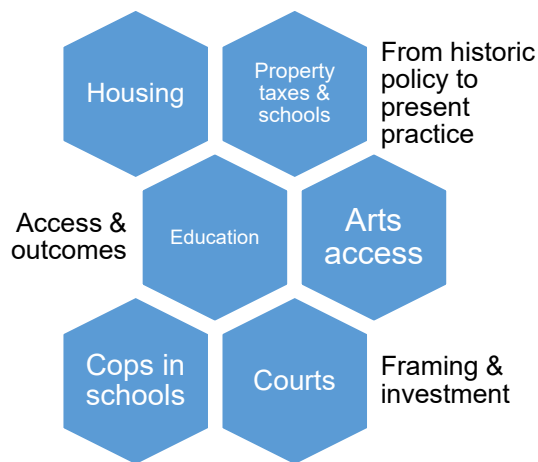 Housing
Property
taxes &
schools
From historic
policy to
present
practice
Access &
outcomes
Education
Arts
access
Cops in
schools
Courts
Framing &
investment